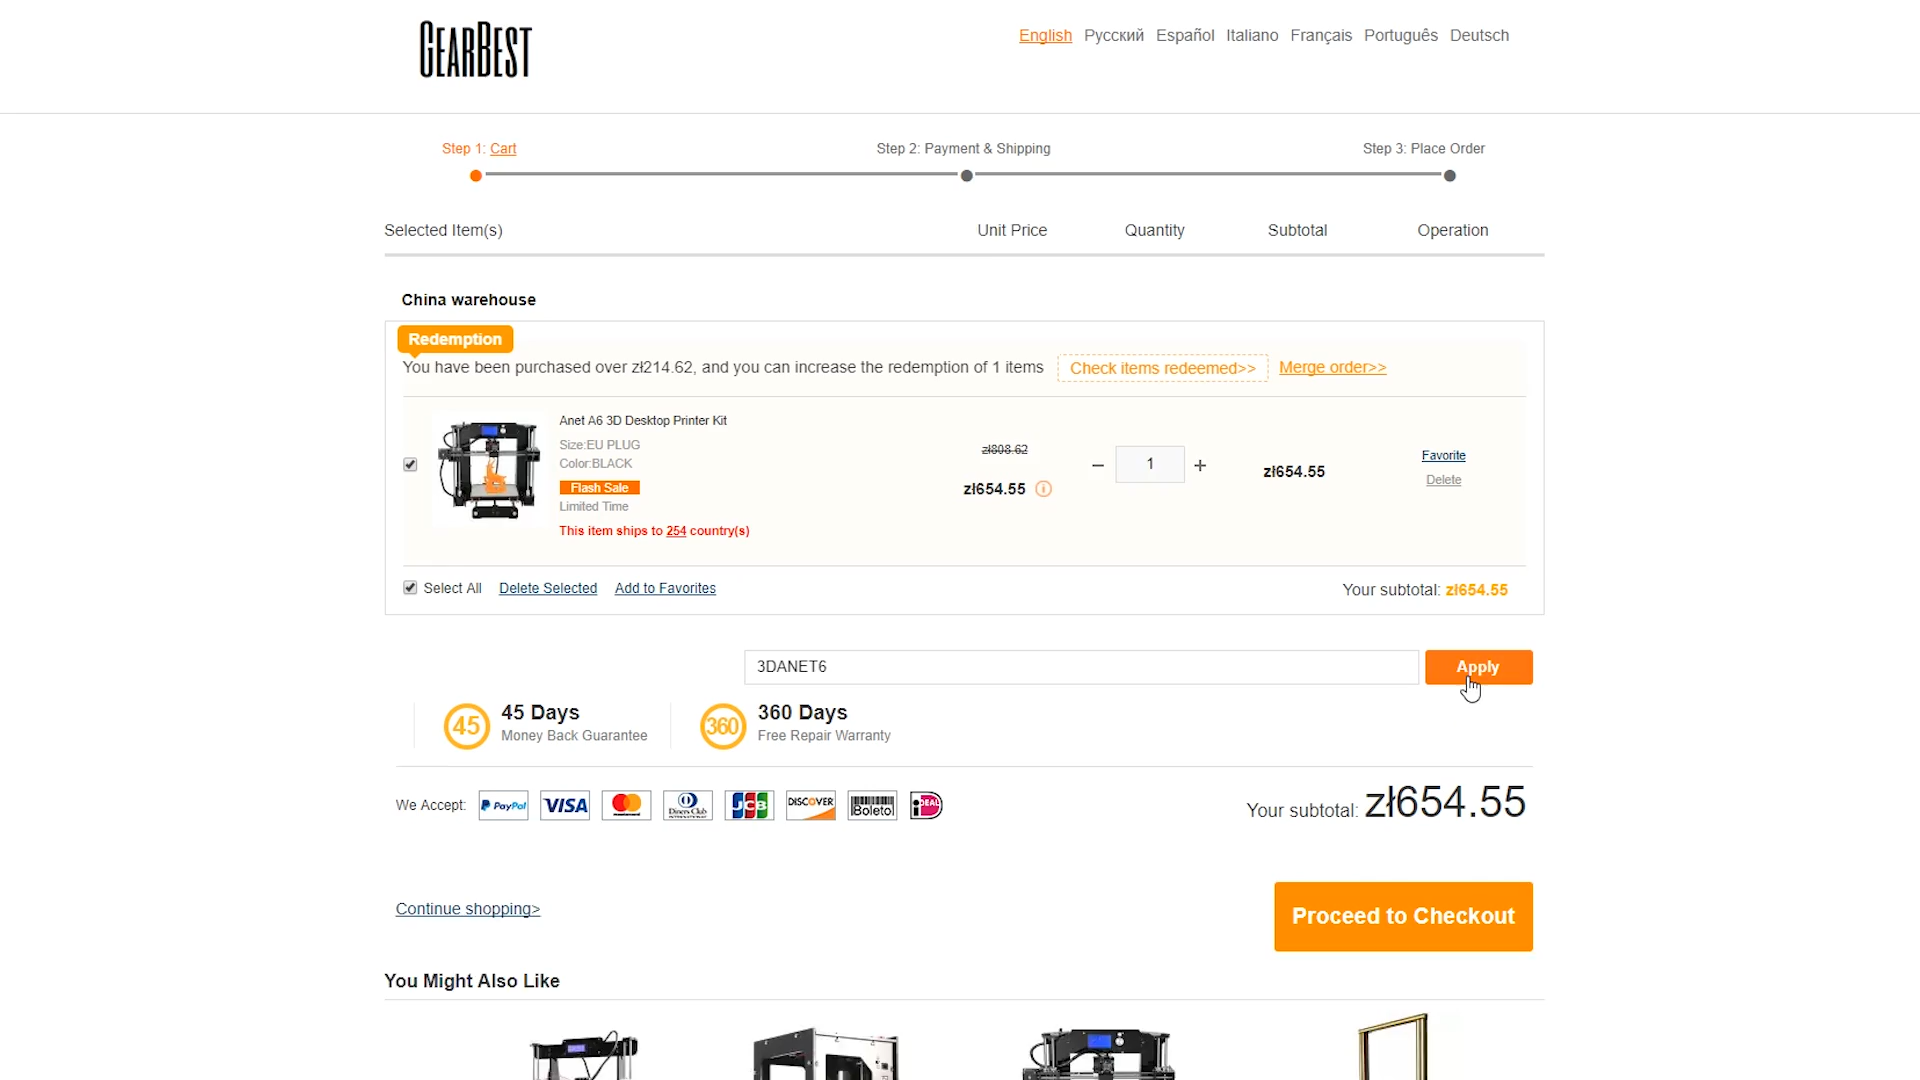 GEARBEST
English Русский Español Italiano Français Português Deutsch
Step 1: Cart
Step 2: Payment & Shipping
Step 3: Place Order
Selected Item(s) Unit Price Quantity Subtotal Operation
China warehouse
Redemption
You have been purchased over zł214.62, and you can increase the redemption of 1 items Check items redeemed>> Merge order>>
Anet A6 3D Desktop Printer Kit
Size:EU PLUG
Color:BLACK
Flash Sale
Limited Time
This item ships to 254 country(s)
zł808.62
zł654.55
− 1 +
zł654.55
Favorite
Delete
Select All Delete Selected Add to Favorites
Your subtotal: zł654.55
3DANET6 Apply
45 45 Days
Money Back Guarantee
360 360 Days
Free Repair Warranty
We Accept: PayPal VISA mastercard Diners Club INTERNATIONAL JCB DISCOVER Boleto iDEAL
Your subtotal: zł654.55
Continue shopping>
Proceed to Checkout
You Might Also Like